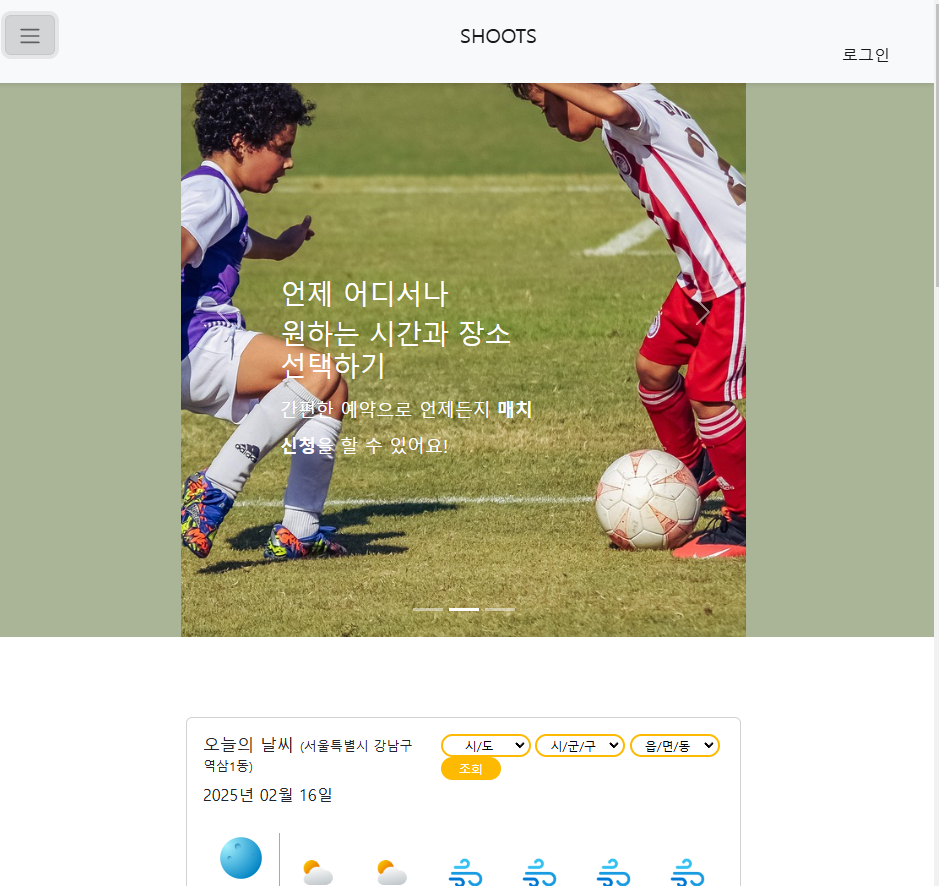 SHOOTS
로그인
언제 어디서나
원하는 시간과 장소
선택하기
간편한 예약으로 언제든지 매치
신청을 할 수 있어요!
오늘의 날씨 (서울특별시 강남구
역삼1동)
시/도 시/군/구 읍/면/동
조회
2025년 02월 16일